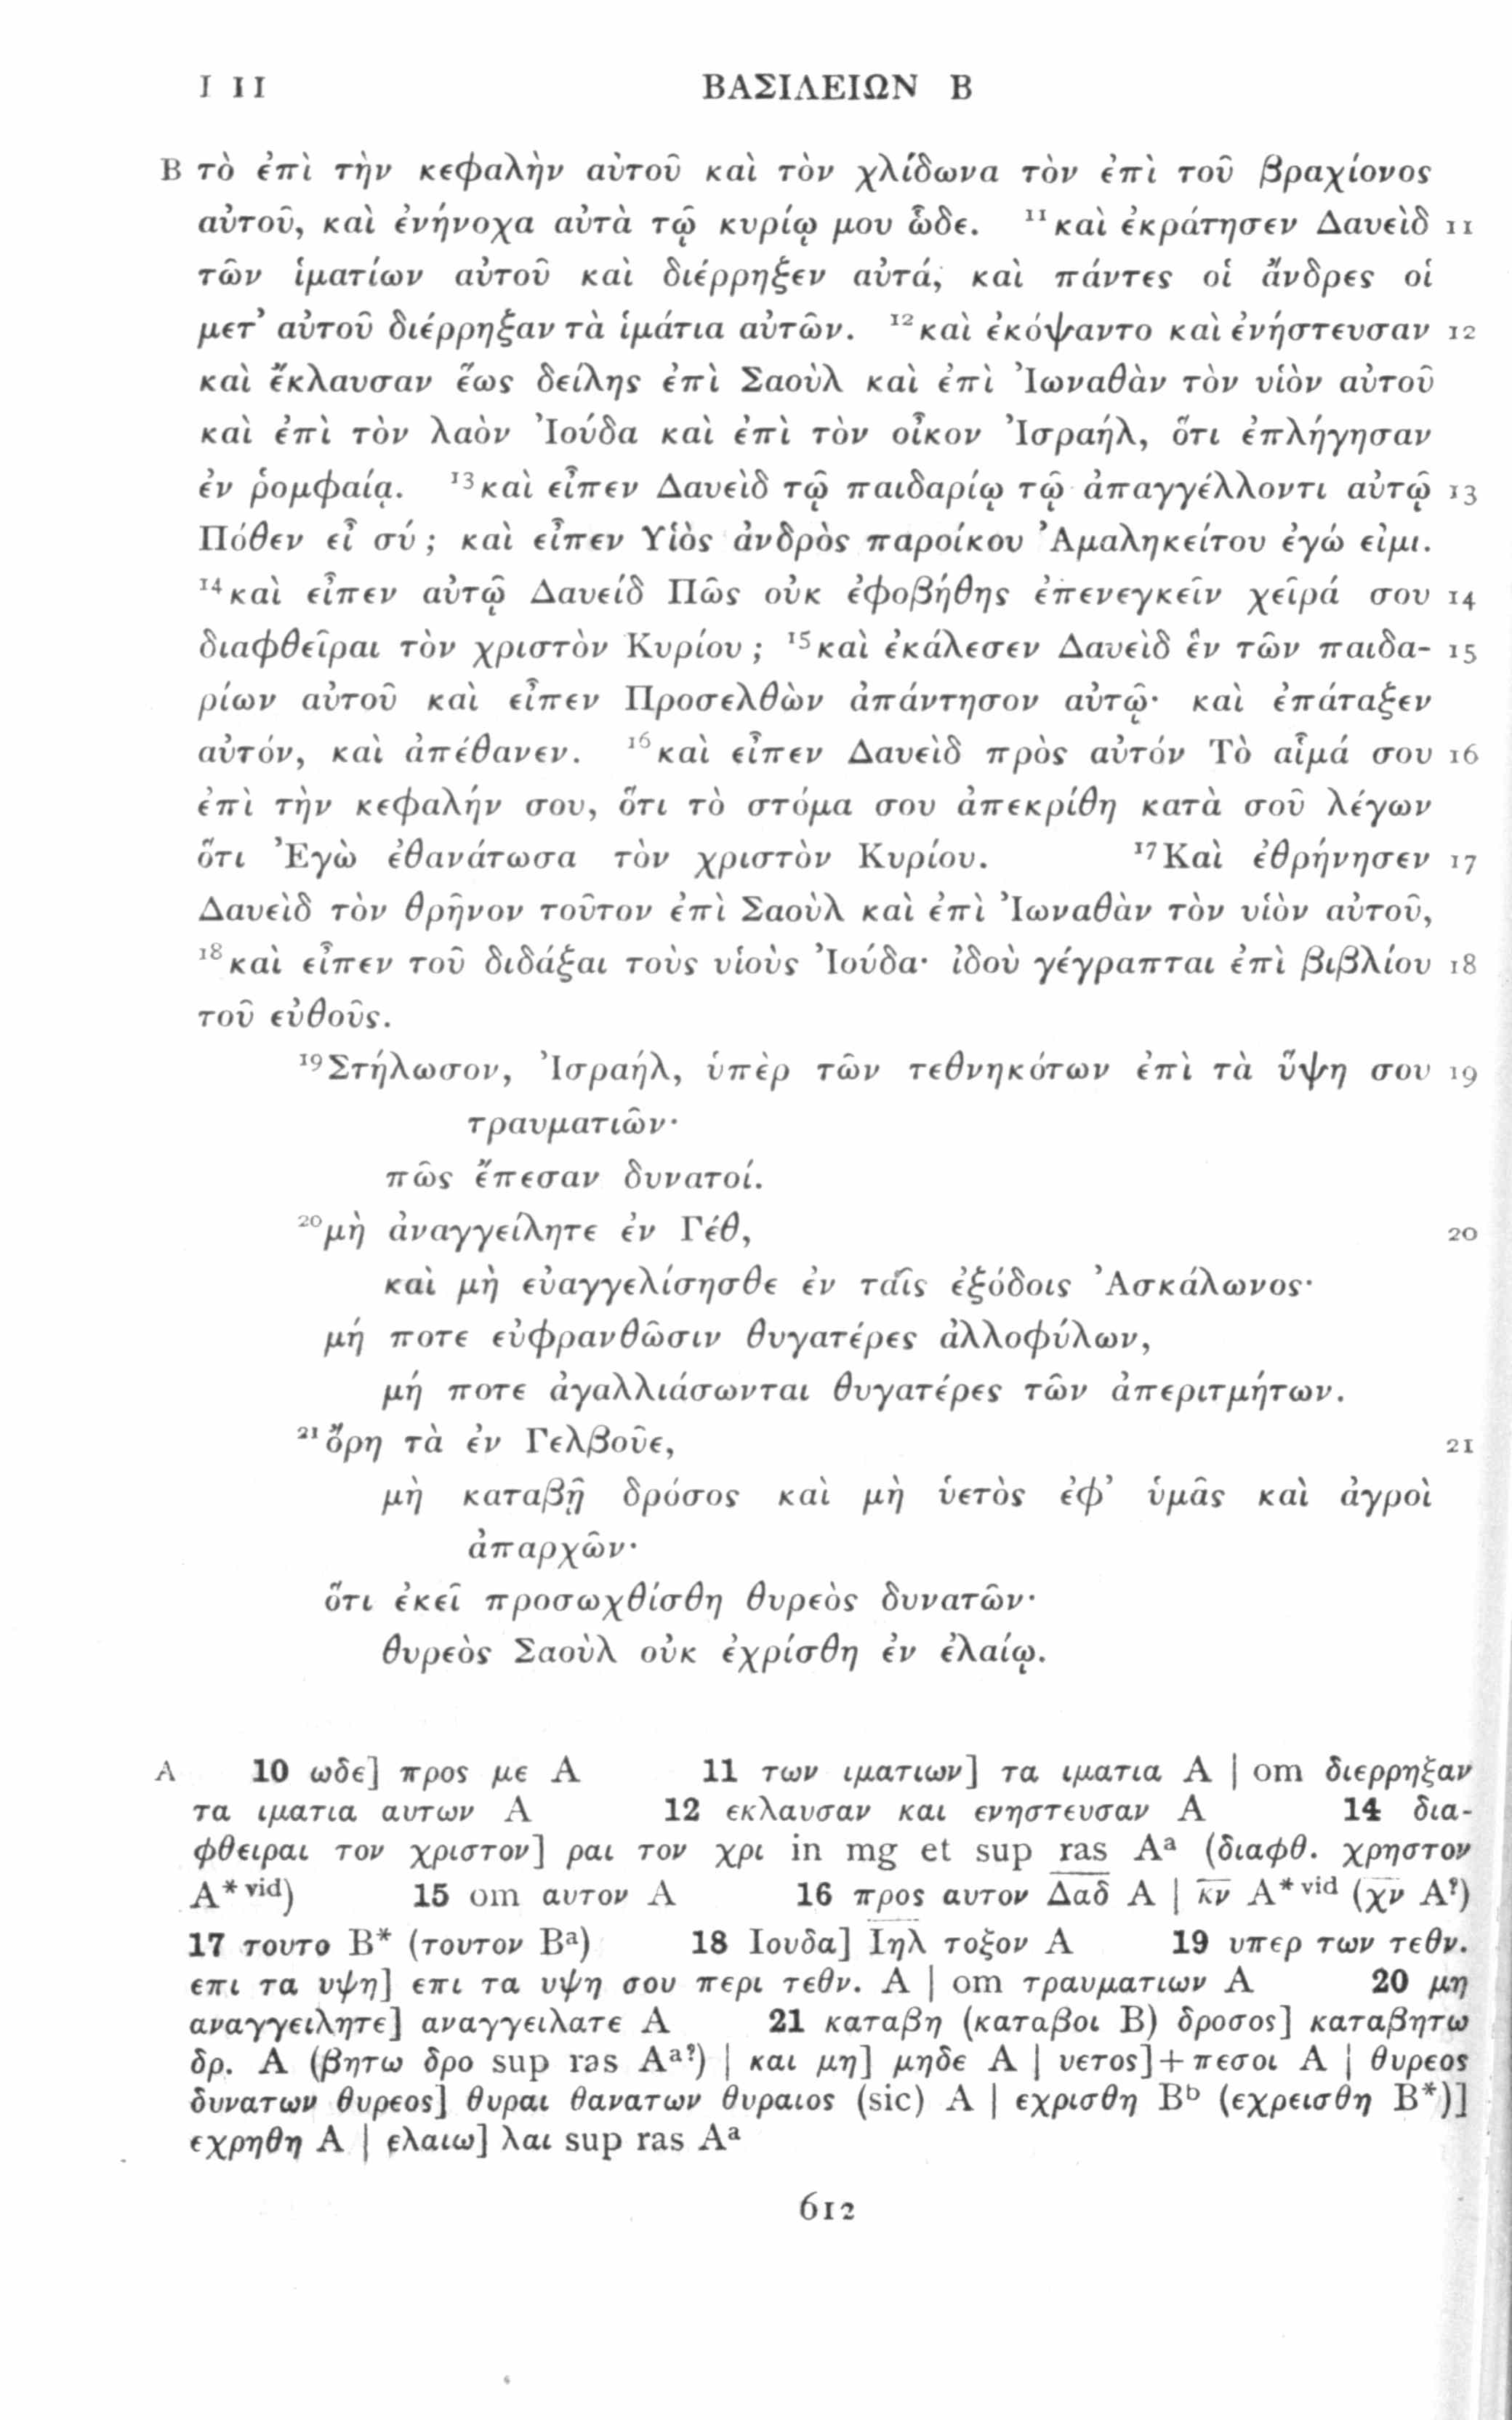 I 11 ΒΑΣΙΛΕΙΩΝ Β
B τὸ ἐπὶ τὴν κεφαλὴν αὐτοῦ καὶ τὸν χλίδωνα τὸν ἐπὶ τοῦ βραχίονος
αὐτοῦ, καὶ ἐνήνοχα αὐτὰ τῷ κυρίῳ μου ὧδε. ¹¹καὶ ἐκράτησεν Δαυεὶδ 11
τῶν ἱματίων αὐτοῦ καὶ διέρρηξεν αὐτά, καὶ πάντες οἱ ἄνδρες οἱ
μετ’ αὐτοῦ διέρρηξαν τὰ ἱμάτια αὐτῶν. ¹²καὶ ἐκόψαντο καὶ ἐνήστευσαν 12
καὶ ἔκλαυσαν ἕως δείλης ἐπὶ Σαοὺλ καὶ ἐπὶ Ἰωναθὰν τὸν υἱὸν αὐτοῦ
καὶ ἐπὶ τὸν λαὸν Ἰούδα καὶ ἐπὶ τὸν οἶκον Ἰσραήλ, ὅτι ἐπλήγησαν
ἐν ῥομφαίᾳ. ¹³καὶ εἶπεν Δαυεὶδ τῷ παιδαρίῳ τῷ ἀπαγγέλλοντι αὐτῷ 13
Πόθεν εἶ σύ; καὶ εἶπεν Υἱὸς ἀνδρὸς παροίκου Ἀμαληκείτου ἐγώ εἰμι.
¹⁴καὶ εἶπεν αὐτῷ Δαυείδ Πῶς οὐκ ἐφοβήθης ἐπενεγκεῖν χεῖρά σου 14
διαφθεῖραι τὸν χριστὸν Κυρίου; ¹⁵καὶ ἐκάλεσεν Δαυεὶδ ἓν τῶν παιδα- 15
ρίων αὐτοῦ καὶ εἶπεν Προσελθὼν ἀπάντησον αὐτῷ· καὶ ἐπάταξεν
αὐτόν, καὶ ἀπέθανεν. ¹⁶καὶ εἶπεν Δαυεὶδ πρὸς αὐτόν Τὸ αἷμά σου 16
ἐπὶ τὴν κεφαλήν σου, ὅτι τὸ στόμα σου ἀπεκρίθη κατὰ σοῦ λέγων
ὅτι Ἐγὼ ἐθανάτωσα τὸν χριστὸν Κυρίου. ¹⁷Καὶ ἐθρήνησεν 17
Δαυεὶδ τὸν θρῆνον τοῦτον ἐπὶ Σαοὺλ καὶ ἐπὶ Ἰωναθὰν τὸν υἱὸν αὐτοῦ,
¹⁸καὶ εἶπεν τοῦ διδάξαι τοὺς υἱοὺς Ἰούδα· ἰδοὺ γέγραπται ἐπὶ βιβλίου 18
τοῦ εὐθοῦς.
¹⁹Στήλωσον, Ἰσραήλ, ὑπὲρ τῶν τεθνηκότων ἐπὶ τὰ ὕψη σου 19
τραυματιῶν·
πῶς ἔπεσαν δυνατοί.
²⁰μὴ ἀναγγείλητε ἐν Γέθ, 20
καὶ μὴ εὐαγγελίσησθε ἐν ταῖς ἐξόδοις Ἀσκάλωνος·
μή ποτε εὐφρανθῶσιν θυγατέρες ἀλλοφύλων,
μή ποτε ἀγαλλιάσωνται θυγατέρες τῶν ἀπεριτμήτων.
²¹ὄρη τὰ ἐν Γελβοῦε, 21
μὴ καταβῇ δρόσος καὶ μὴ ὑετὸς ἐφ’ ὑμᾶς καὶ ἀγροὶ
ἀπαρχῶν·
ὅτι ἐκεῖ προσωχθίσθη θυρεὸς δυνατῶν·
θυρεὸς Σαοὺλ οὐκ ἐχρίσθη ἐν ἐλαίῳ.
A 10 ωδε] προς με A 11 των ιματιων] τα ιματια A | om διερρηξαν
τα ιματια αυτων A 12 εκλαυσαν και ενηστευσαν A 14 δια-
φθειραι τον χριστον] ραι τον χρι in mg et sup ras Aᵃ (διαφθ. χρηστον
A* ᵛⁱᵈ) 15 om αυτον A 16 προς αυτον Δ̅α̅δ̅ A | κ̅ν̅ A* ᵛⁱᵈ (χ̅ν̅ A?)
17 τουτο B* (τουτον Bᵃ) 18 Ιουδα] Ι̅η̅λ̅ τοξον A 19 υπερ των τεθν.
επι τα υψη] επι τα υψη σου περι τεθν. A | om τραυματιων A 20 μη
αναγγειλητε] αναγγειλατε A 21 καταβη (καταβοι B) δροσος] καταβητω
δρ. A (βητω δρο sup ras Aᵃ?) | και μη] μηδε A | υετος]+πεσοι A | θυρεος
δυνατων θυρεος] θυραι θανατων θυραιος (sic) A | εχρισθη Bᵇ (εχρεισθη B*)]
εχρηθη A | ελαιω] λαι sup ras Aᵃ
612